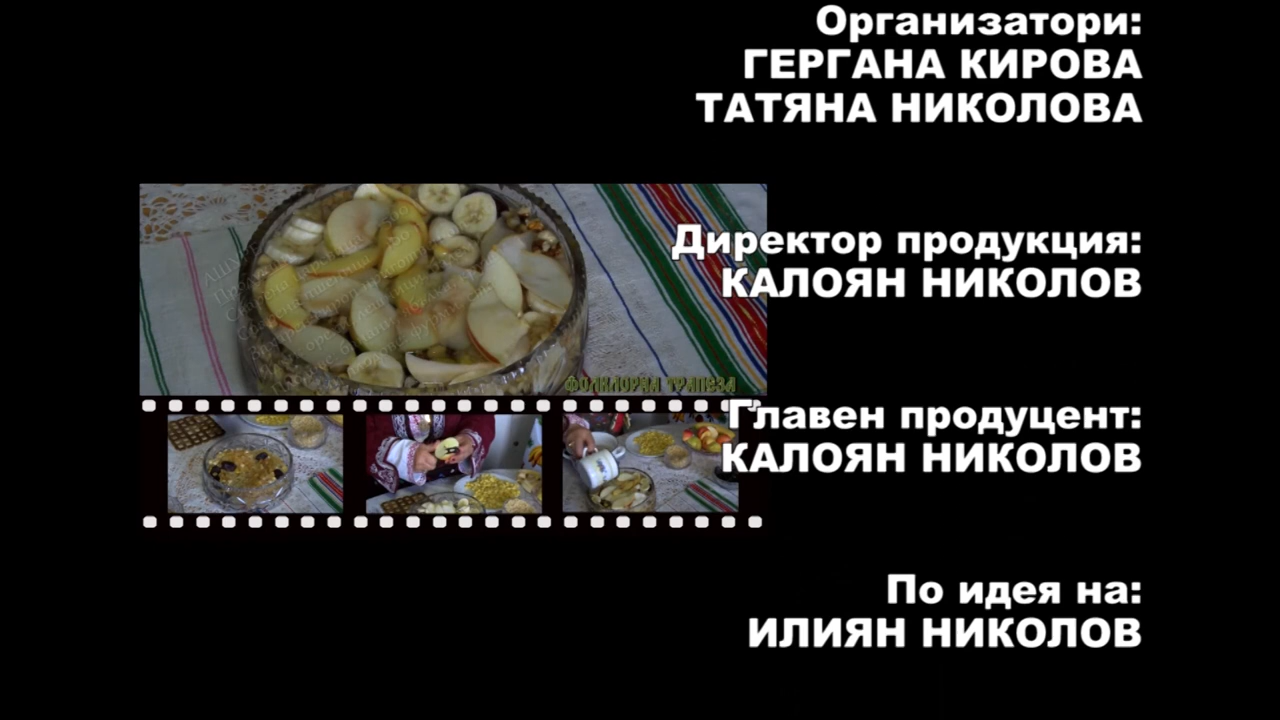 Организатори:
ГЕРГАНА КИРОВА
ТАТЯНА НИКОЛОВА
Директор продукция:
КАЛОЯН НИКОЛОВ
ФОЛКЛОРНА ТРАПЕЗА
Главен продуцент:
КАЛОЯН НИКОЛОВ
По идея на:
ИЛИЯН НИКОЛОВ